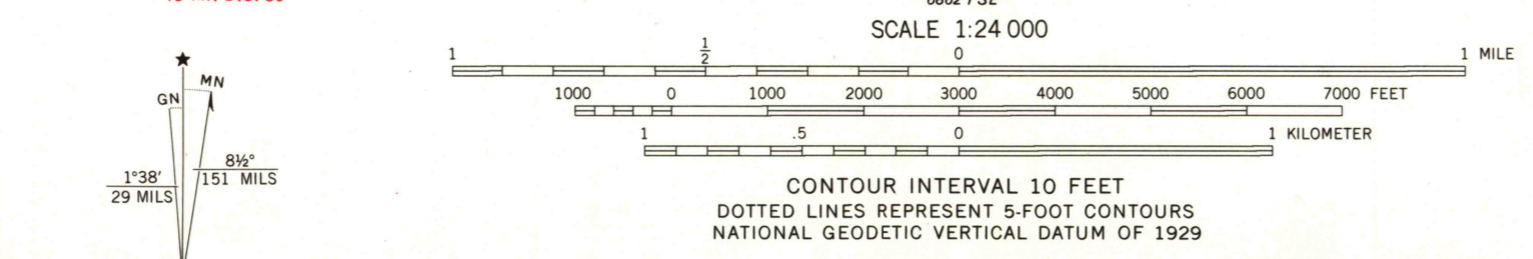 SCALE 1:24 000
1 1/2 0 1 MILE
1000 0 1000 2000 3000 4000 5000 6000 7000 FEET
1 .5 0 1 KILOMETER
CONTOUR INTERVAL 10 FEET
DOTTED LINES REPRESENT 5-FOOT CONTOURS
NATIONAL GEODETIC VERTICAL DATUM OF 1929
★
MN
GN
8½°
151 MILS
1°38′
29 MILS